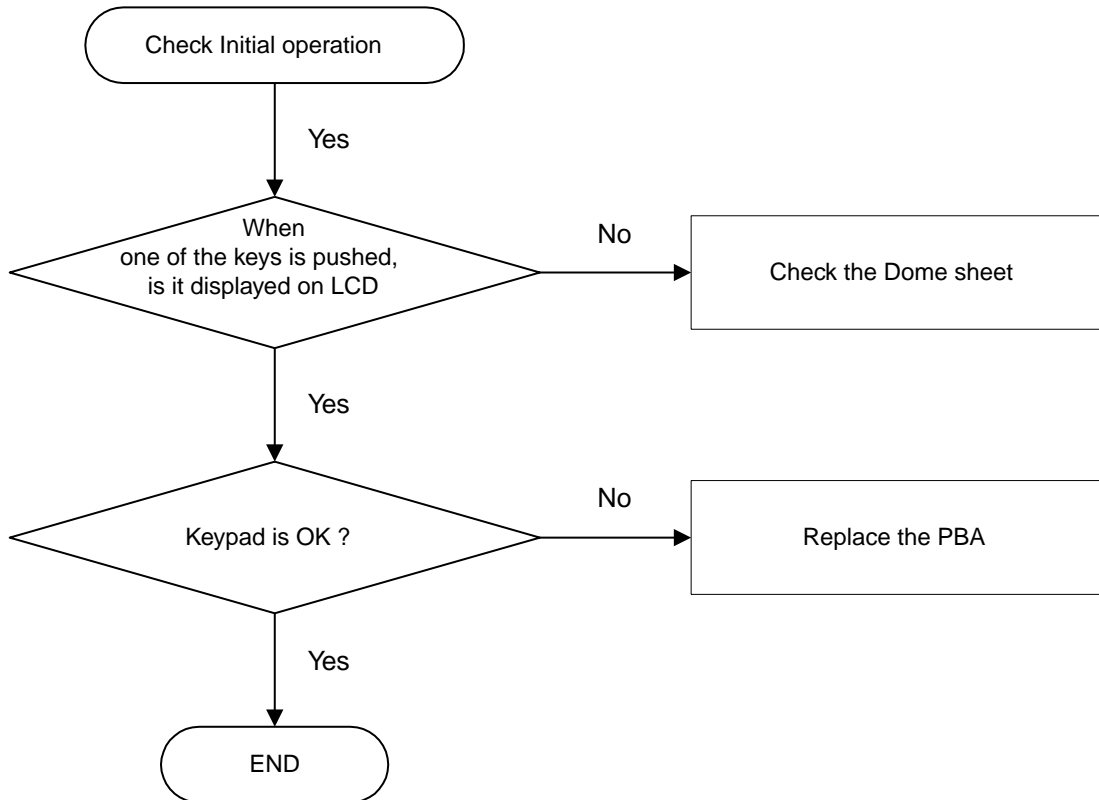 Check Initial operation
Yes
When
one of the keys is pushed,
is it displayed on LCD
No
Check the Dome sheet
Yes
Keypad is OK ?
No
Replace the PBA
Yes
END